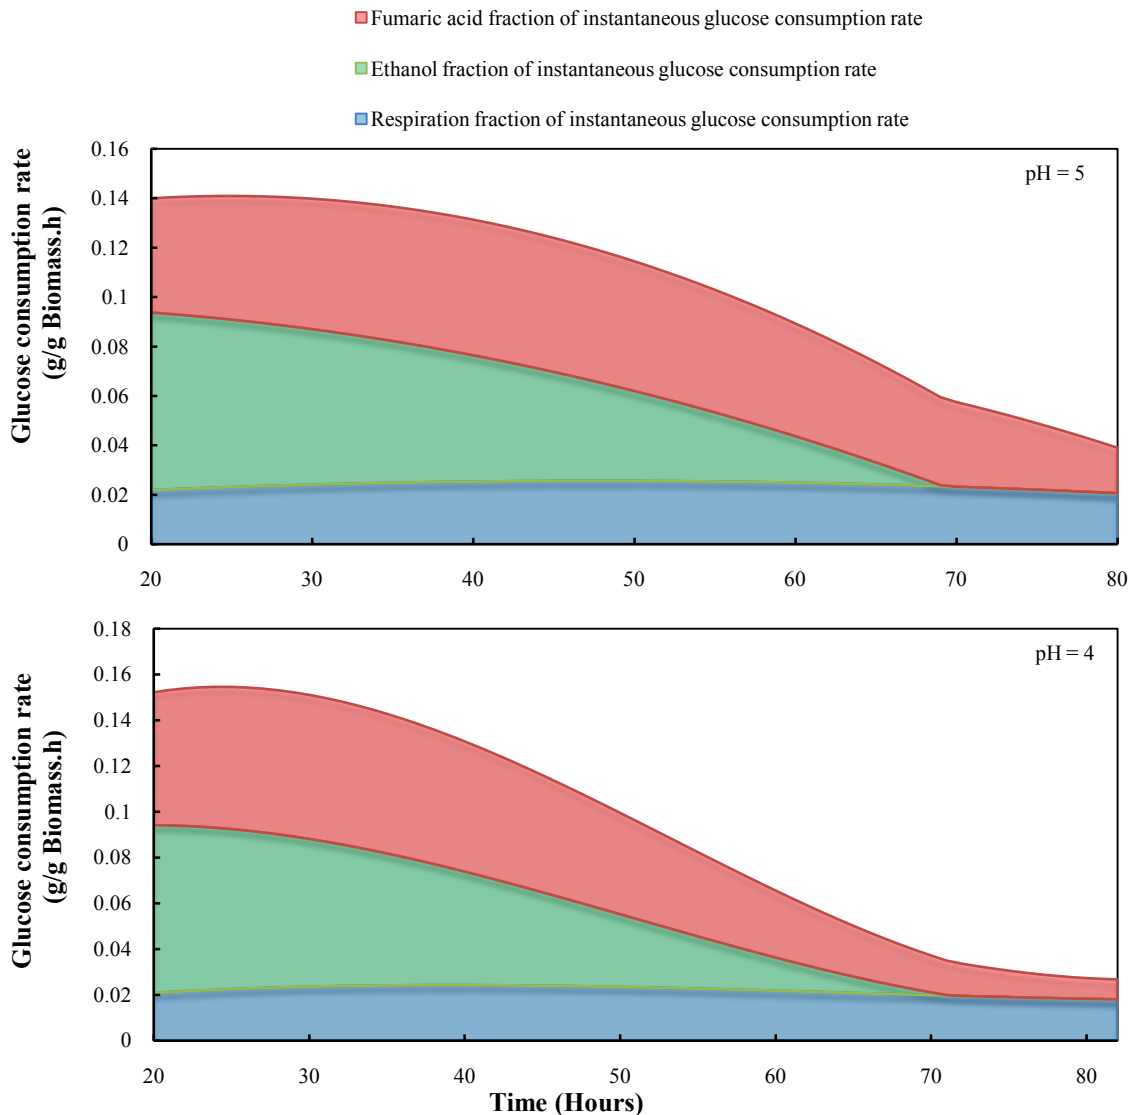 Fumaric acid fraction of instantaneous glucose consumption rate
Ethanol fraction of instantaneous glucose consumption rate
Respiration fraction of instantaneous glucose consumption rate
Glucose consumption rate
(g/g Biomass.h)
0.16
0.14
0.12
0.1
0.08
0.06
0.04
0.02
0
pH = 5
20 30 40 50 60 70 80
Glucose consumption rate
(g/g Biomass.h)
0.18
0.16
0.14
0.12
0.1
0.08
0.06
0.04
0.02
0
pH = 4
20 30 40 50 60 70 80
Time (Hours)